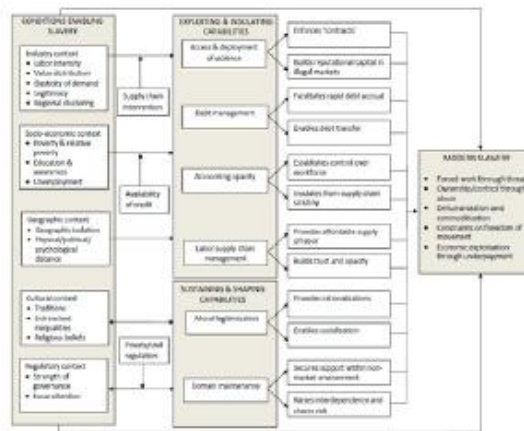 CONDITIONS ENABLING
SLAVERY
Industry context
Labor intensity
Value distribution
Elasticity of demand
Legitimacy
Regional clustering
Socio-economic context
Poverty & relative
poverty
Education &
awareness
Unemployment
Geographic context
Geographic isolation
Physical/political/
psychological
distance
Cultural context
Traditions
Entrenched
inequalities
Religious beliefs
Regulatory context
Strength of
governance
Supply chain
intervention
Availability
of credit
regulation
EXPLOITING & INSULATING
CAPABILITIES
Access & deployment
of violence
Debt management
Accounting opacity
Labor supply chain
management
SUSTAINING & SHAPING
CAPABILITIES
Moral legitimization
Domain maintenance
Enforces 'contracts'
Builds reputational capital in
illegal markets
Facilitates rapid debt accrual
Enables debt transfer
Establishes control over
workforce
Insulates from supply chain
scrutiny
Provides affordable supply
of labor
Builds trust and opacity
Provides rationalizations
Enables socialization
Secures support within non-
market environment
interdependence and
shares risk
MODERN SLAVERY
Forced work through threat
Ownership/control through
abuse
Dehumanization and
commodification
Constraints on freedom of
movement
Economic exploitation
through underpayment